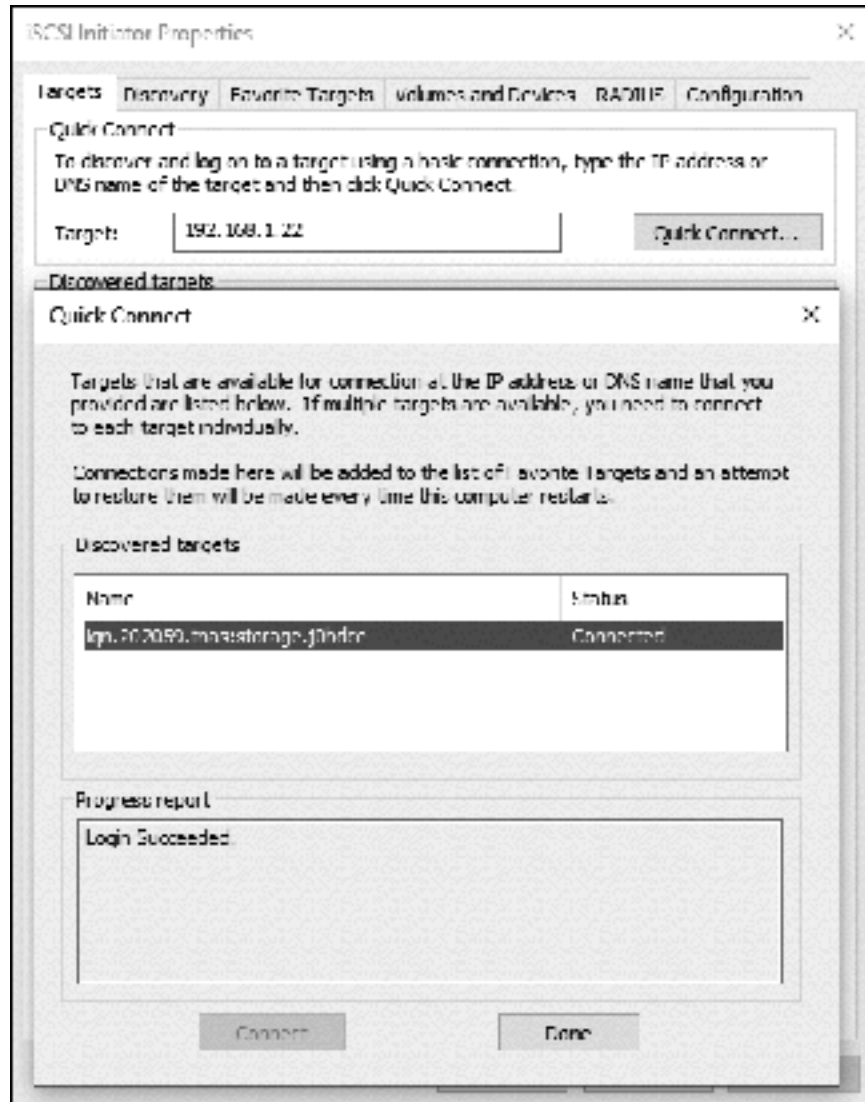 iSCSI Initiator Properties
Targets Discovery Favorite Targets Volumes and Devices RADIUS Configuration
Quick Connect
To discover and log on to a target using a basic connection, type the IP address or
DNS name of the target and then click Quick Connect.
Target: 192.168.1.22 Quick Connect...
Discovered targets
Quick Connect
Targets that are available for connection at the IP address or DNS name that you
provided are listed below. If multiple targets are available, you need to connect
to each target individually.
Connections made here will be added to the list of Favorite Targets and an attempt
to restore them will be made every time this computer restarts.
Discovered targets
Name Status
Connected
Progress report
Login Succeeded.
Connect Done